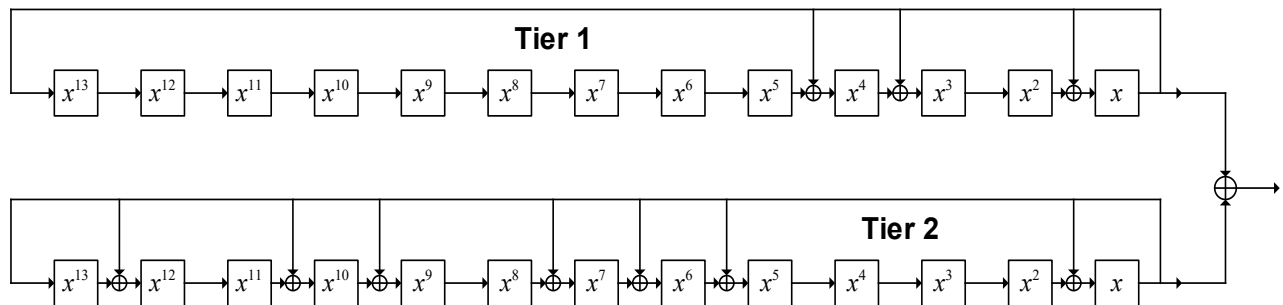 Tier 1
x¹³ x¹² x¹¹ x¹⁰ x⁹ x⁸ x⁷ x⁶ x⁵ x⁴ x³ x² x
Tier 2
x¹³ x¹² x¹¹ x¹⁰ x⁹ x⁸ x⁷ x⁶ x⁵ x⁴ x³ x² x